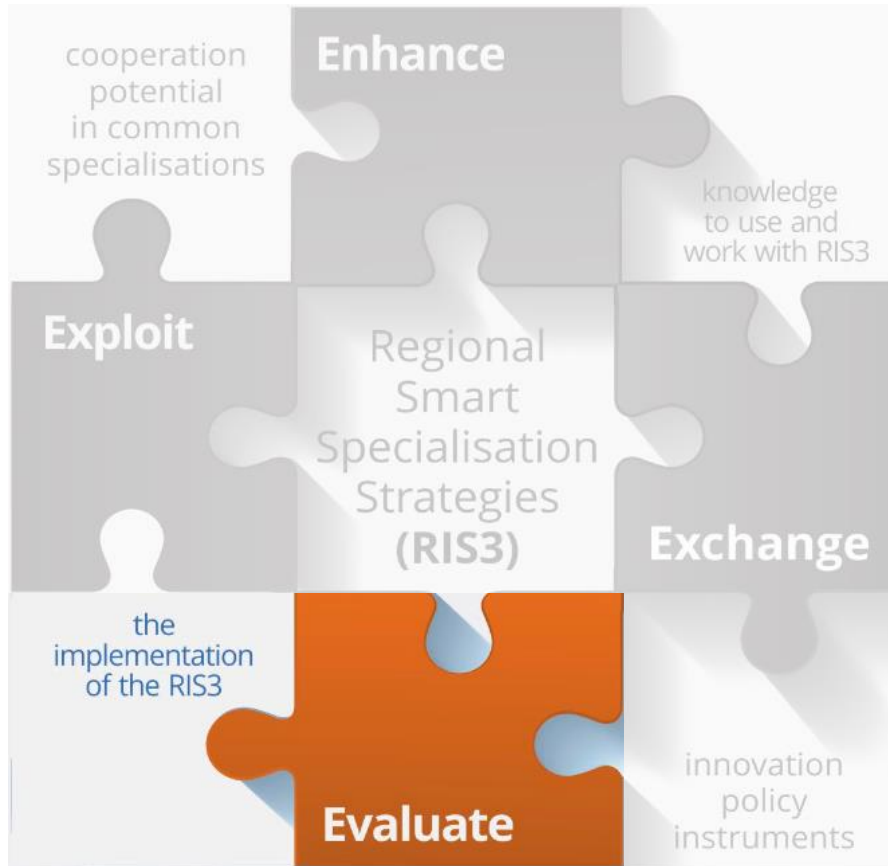 cooperation
potential
in common
specialisations
Enhance
knowledge
to use and
work with RIS3
Exploit
Regional
Smart
Specialisation
Strategies
(RIS3)
Exchange
the
implementation
of the RIS3
Evaluate
innovation
policy
instruments